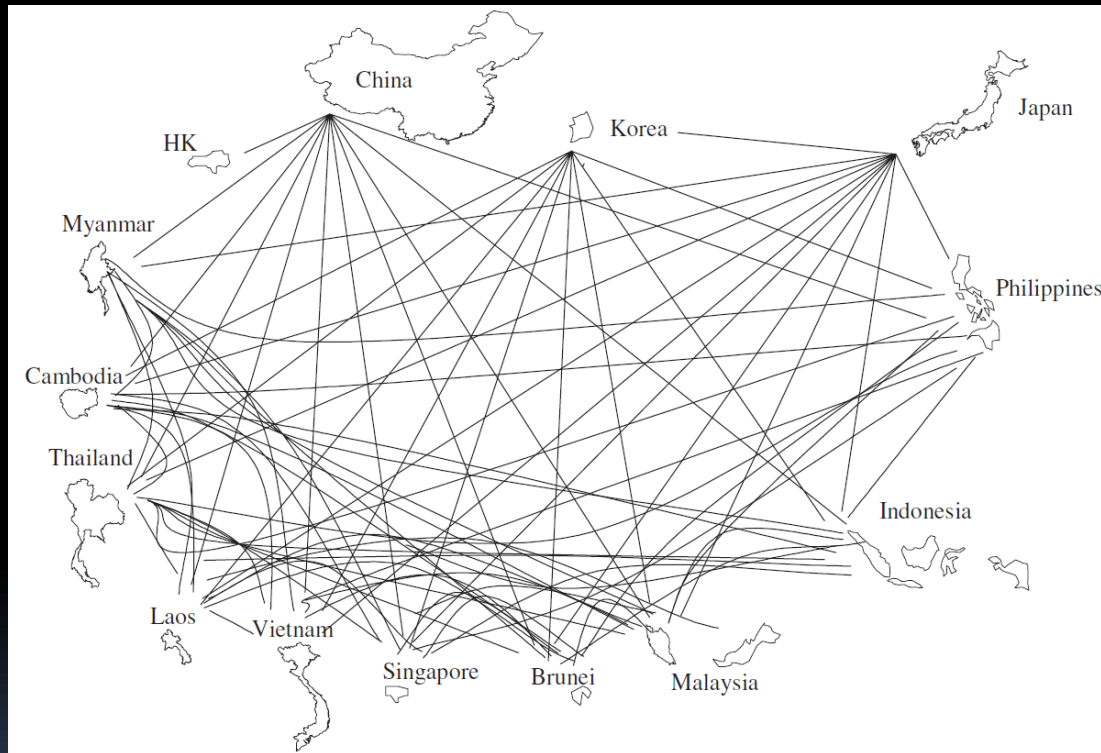 China
Japan
Korea
HK
Myanmar
Philippines
Cambodia
Thailand
Indonesia
Laos
Vietnam
Singapore
Brunei
Malaysia